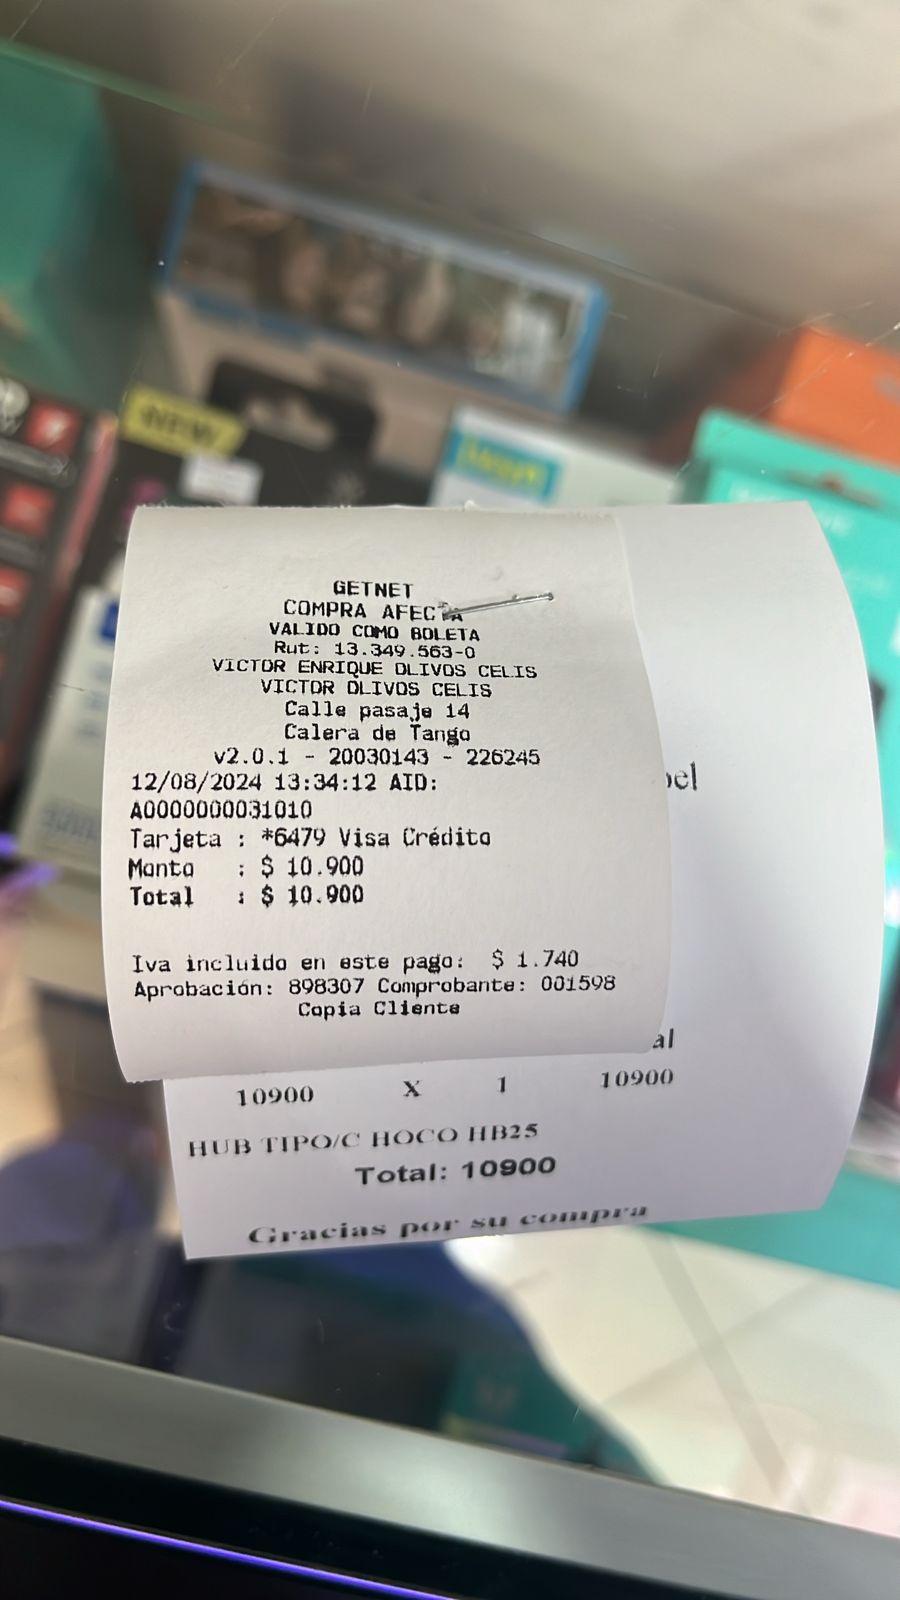 NEW
GETNET
COMPRA AFECTA
VALIDO COMO BOLETA
Rut: 13.349.563-0
VICTOR ENRIQUE OLIVOS CELIS
VICTOR OLIVOS CELIS
Calle pasaje 14
Calera de Tango
v2.0.1 - 20030143 - 226245
12/08/2024 13:34:12 AID:
A0000000031010
Tarjeta : *6479 Visa Crédito
Monto : $ 10.900
Total : $ 10.900
Iva incluido en este pago: $ 1.740
Aprobación: 898307 Comprobante: 001598
Copia Cliente
al
10900 X 1 10900
HUB TIPO/C HOCO HB25
Total: 10900
Gracias por su compra